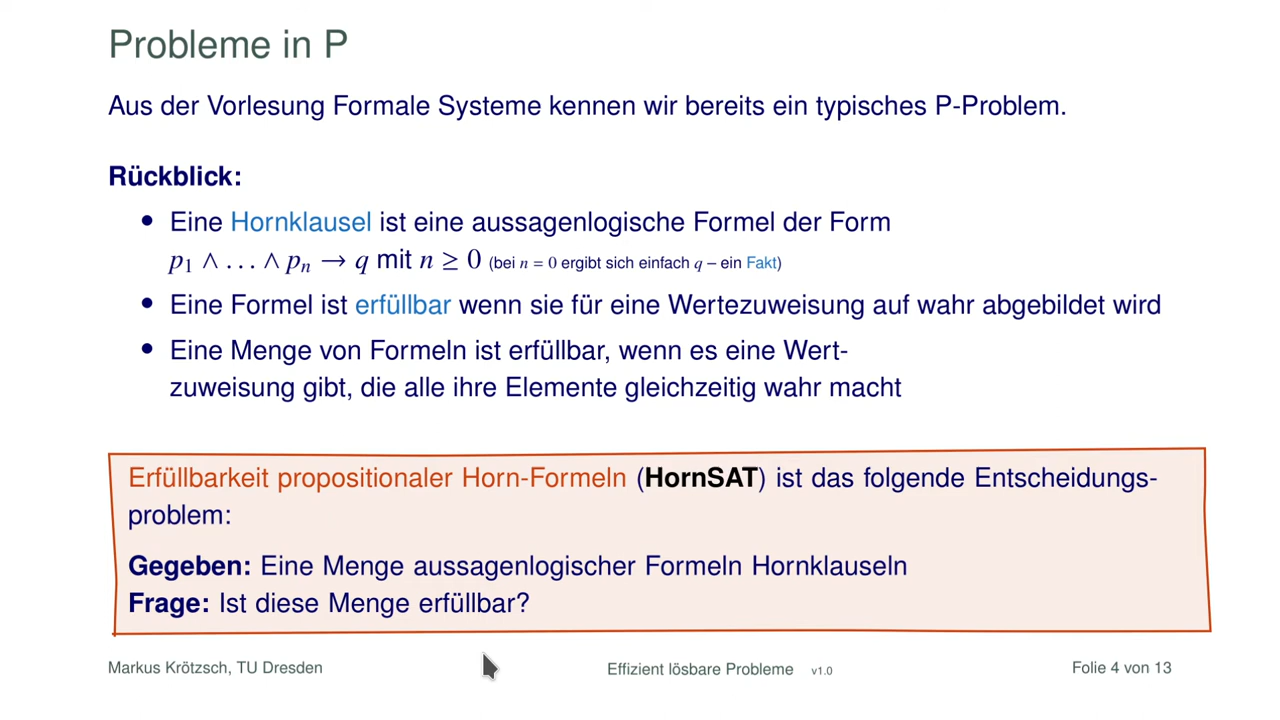 Probleme in P
Aus der Vorlesung Formale Systeme kennen wir bereits ein typisches P-Problem.
Rückblick:
• Eine Hornklausel ist eine aussagenlogische Formel der Form
p₁ ∧ . . . ∧ pₙ → q mit n ≥ 0 (bei n = 0 ergibt sich einfach q – ein Fakt)
• Eine Formel ist erfüllbar wenn sie für eine Wertezuweisung auf wahr abgebildet wird
• Eine Menge von Formeln ist erfüllbar, wenn es eine Wert-
zuweisung gibt, die alle ihre Elemente gleichzeitig wahr macht
Erfüllbarkeit propositionaler Horn-Formeln (HornSAT) ist das folgende Entscheidungs-
problem:
Gegeben: Eine Menge aussagenlogischer Formeln Hornklauseln
Frage: Ist diese Menge erfüllbar?
Markus Krötzsch, TU Dresden Effizient lösbare Probleme v1.0 Folie 4 von 13